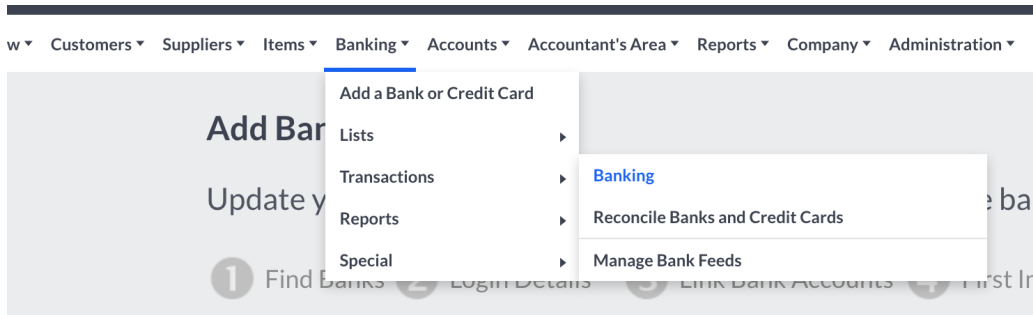 w Customers Suppliers Items Banking Accounts Accountant's Area Reports Company Administration
Add a Bank or Credit Card
Add Ban
Lists
Transactions
Banking
Update y
e ba
Reports
Reconcile Banks and Credit Cards
Special
Manage Bank Feeds
1 Find Banks 2 Login Details 3 Link Bank Accounts 4 First In